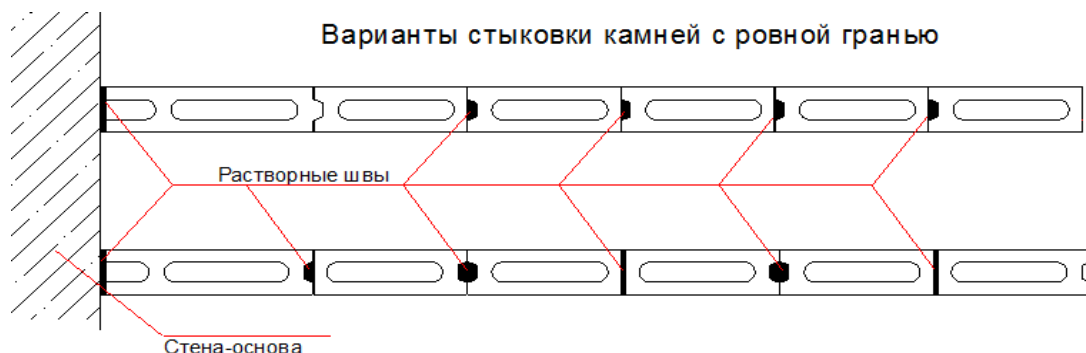 Варианты стыковки камней с ровной гранью
Растворные швы
Стена-основа